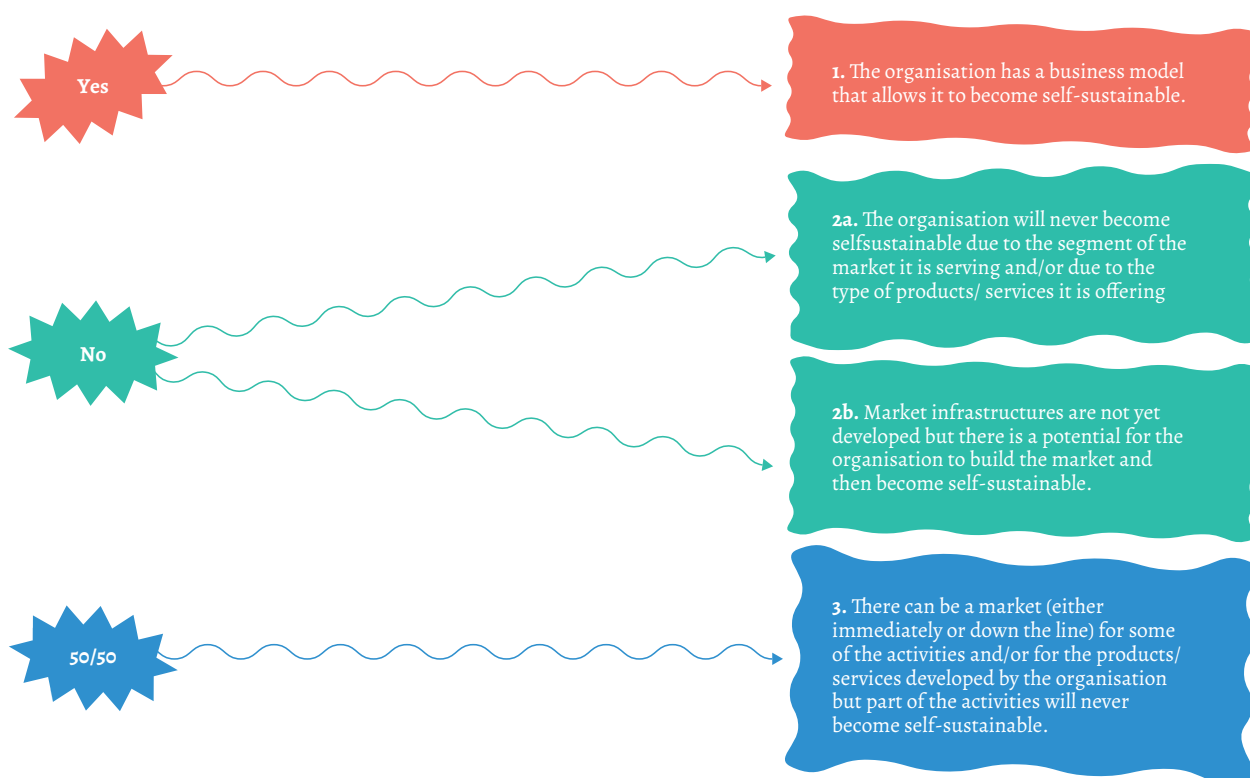 Yes
1. The organisation has a business model
that allows it to become self-sustainable.
No
2a. The organisation will never become
selfsustainable due to the segment of the
market it is serving and/or due to the
type of products/ services it is offering
2b. Market infrastructures are not yet
developed but there is a potential for the
organisation to build the market and
then become self-sustainable.
50/50
3. There can be a market (either
immediately or down the line) for some
of the activities and/or for the products/
services developed by the organisation
but part of the activities will never
become self-sustainable.